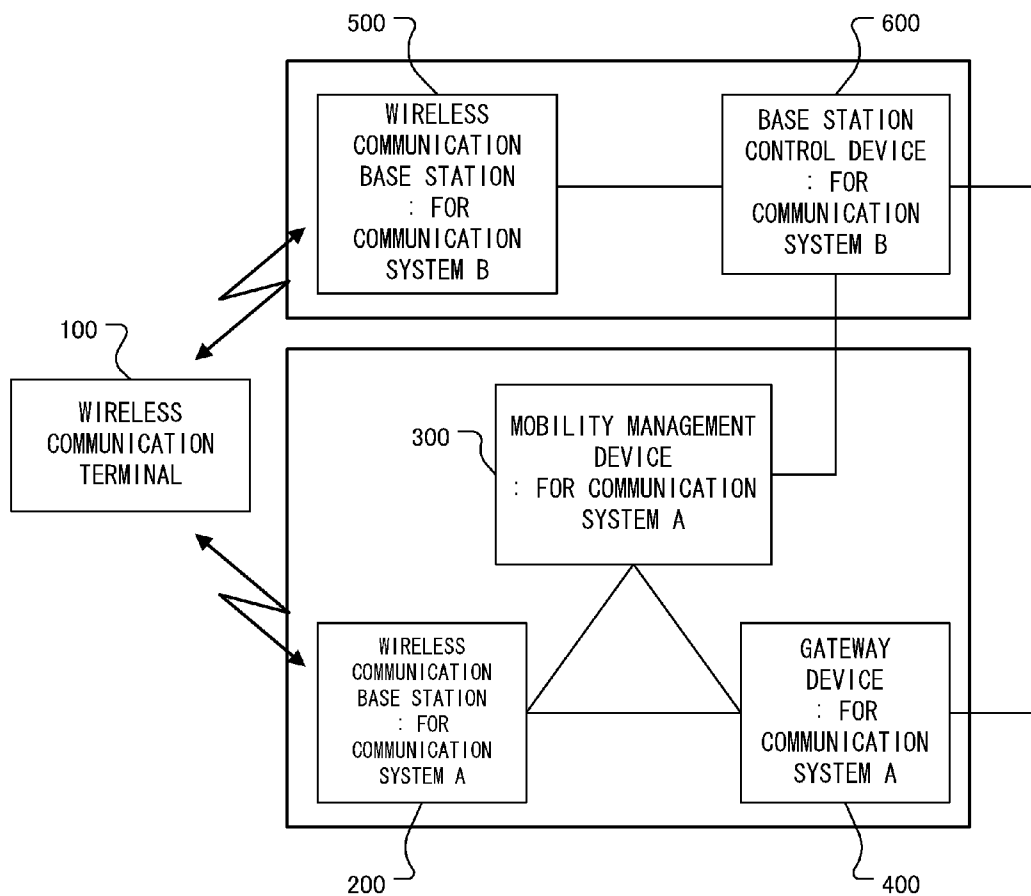 500
600
WIRELESS
COMMUNICATION
BASE STATION
: FOR
COMMUNICATION
SYSTEM B
BASE STATION
CONTROL DEVICE
: FOR
COMMUNICATION
SYSTEM B
100
WIRELESS
COMMUNICATION
TERMINAL
300
MOBILITY MANAGEMENT
DEVICE
: FOR COMMUNICATION
SYSTEM A
WIRELESS
COMMUNICATION
BASE STATION
: FOR
COMMUNICATION
SYSTEM A
GATEWAY
DEVICE
: FOR
COMMUNICATION
SYSTEM A
200
400